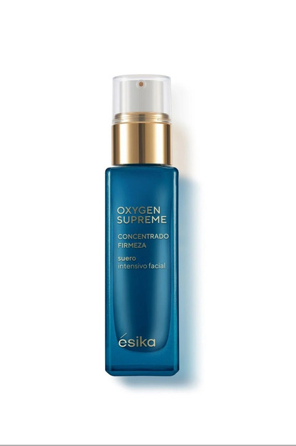 OXYGEN
SUPREME
CONCENTRADO
FIRMEZA
suero
intensivo facial
ésika